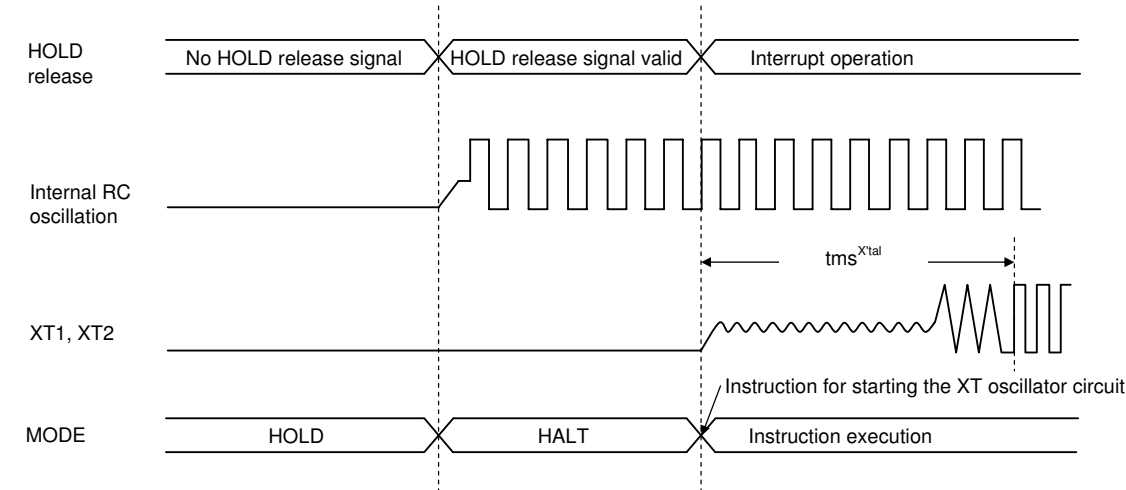 HOLD
release
No HOLD release signal
HOLD release signal valid
Interrupt operation
Internal RC
oscillation
tmsX'tal
XT1, XT2
Instruction for starting the XT oscillator circuit
MODE
HOLD
HALT
Instruction execution